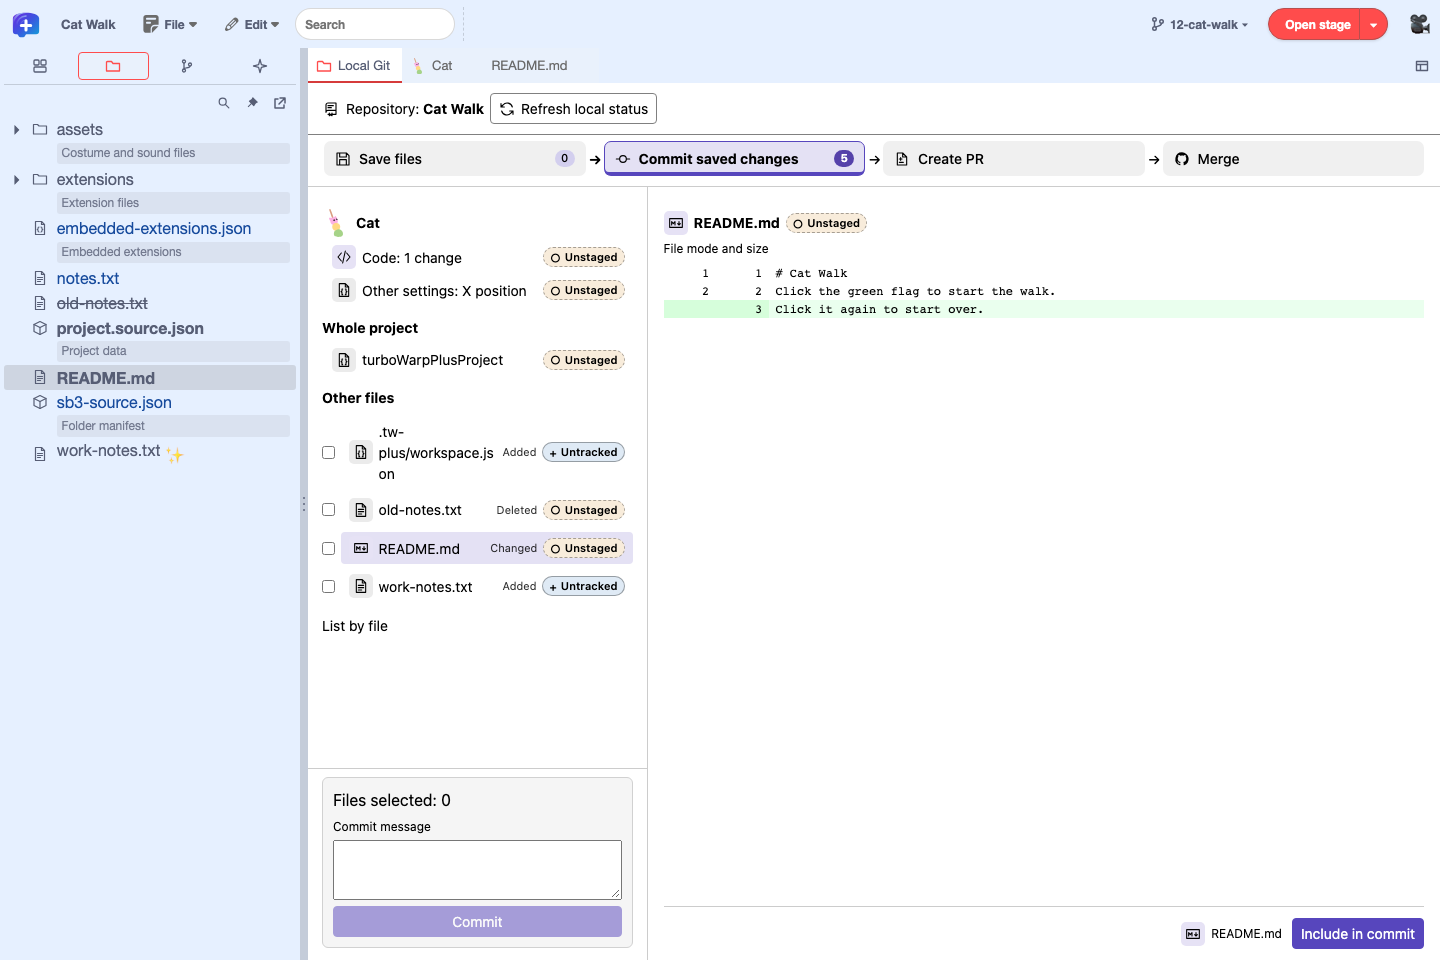 Cat Walk
File
Edit
Search
12-cat-walk
Open stage
Local Git
Cat
README.md
assets
Costume and sound files
extensions
Extension files
embedded-extensions.json
Embedded extensions
notes.txt
old-notes.txt
project.source.json
Project data
README.md
sb3-source.json
Folder manifest
work-notes.txt
Repository: Cat Walk
Refresh local status
Save files 0
Commit saved changes 5
Create PR
Merge
Cat
Code: 1 change Unstaged
Other settings: X position Unstaged
Whole project
turboWarpPlusProject Unstaged
Other files
.tw-
plus/workspace.js
on
Added + Untracked
old-notes.txt Deleted Unstaged
README.md Changed Unstaged
work-notes.txt Added + Untracked
List by file
Files selected: 0
Commit message
Commit
README.md Unstaged
File mode and size
1 1 # Cat Walk
2 2 Click the green flag to start the walk.
3 Click it again to start over.
README.md
Include in commit